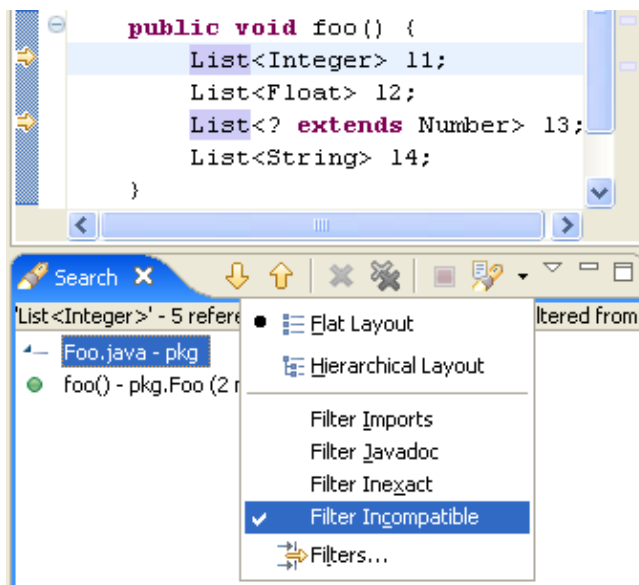 public void foo() {
List<Integer> l1;
List<Float> l2;
List<? extends Number> l3;
List<String> l4;
}
Search
'List<Integer>' - 5 refere
ltered from
Foo.java - pkg
foo() - pkg.Foo (2
Flat Layout
Hierarchical Layout
Filter Imports
Filter Javadoc
Filter Inexact
Filter Incompatible
Filters...